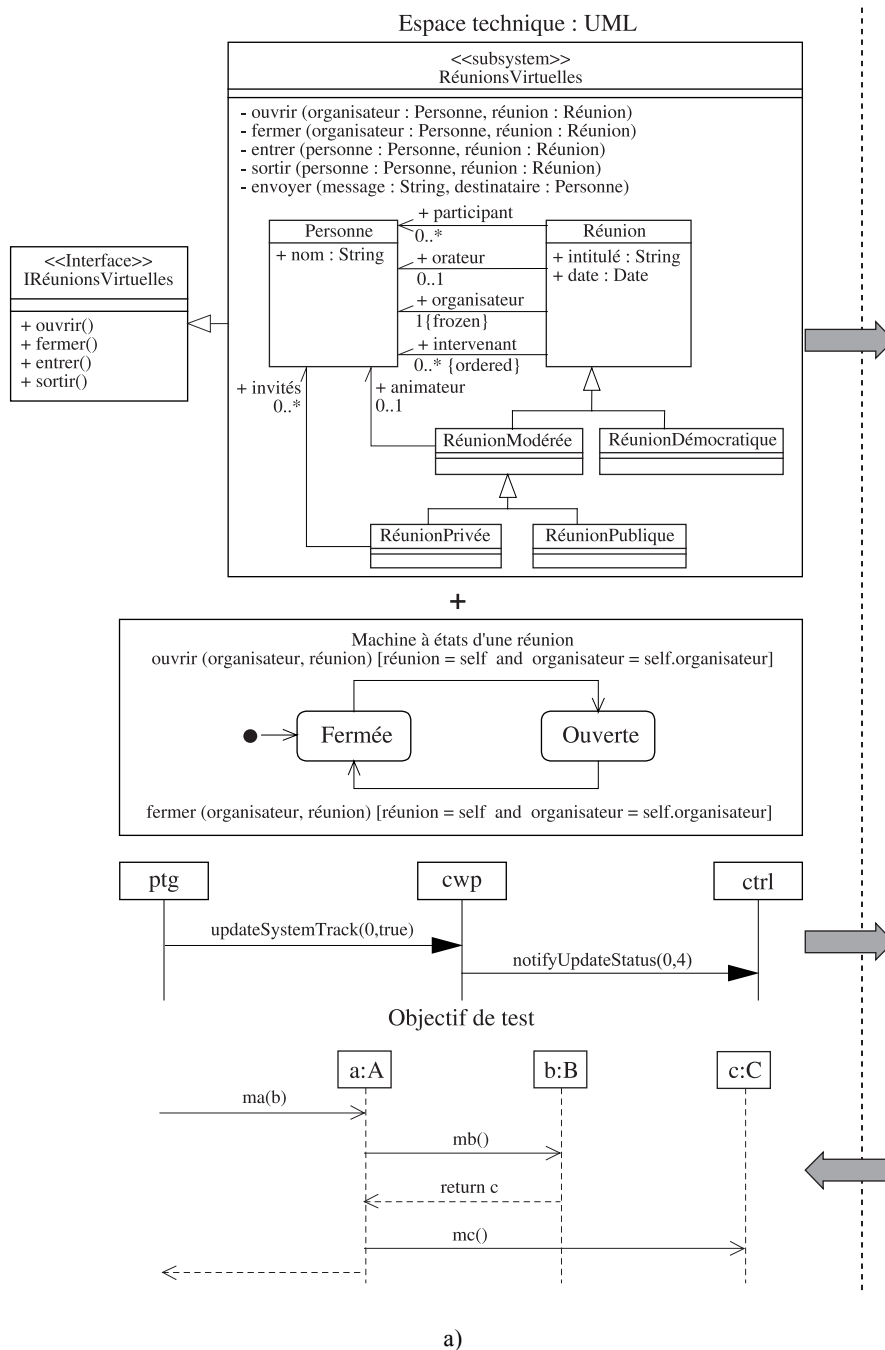 Espace technique : UML
<<subsystem>>
RéunionsVirtuelles
- ouvrir (organisateur : Personne, réunion : Réunion)
- fermer (organisateur : Personne, réunion : Réunion)
- entrer (personne : Personne, réunion : Réunion)
- sortir (personne : Personne, réunion : Réunion)
- envoyer (message : String, destinataire : Personne)
<<Interface>>
IRéunionsVirtuelles
+ ouvrir()
+ fermer()
+ entrer()
+ sortir()
Personne
+ nom : String
+ participant
0..*
+ orateur
0..1
+ organisateur
1{frozen}
+ intervenant
0..* {ordered}
Réunion
+ intitulé : String
+ date : Date
+ invités
0..*
+ animateur
0..1
RéunionModérée
RéunionDémocratique
RéunionPrivée
RéunionPublique
+
Machine à états d'une réunion
ouvrir (organisateur, réunion) [réunion = self and organisateur = self.organisateur]
Fermée
Ouverte
fermer (organisateur, réunion) [réunion = self and organisateur = self.organisateur]
ptg
cwp
ctrl
updateSystemTrack(0,true)
notifyUpdateStatus(0,4)
Objectif de test
a:A
b:B
c:C
ma(b)
mb()
return c
mc()
a)